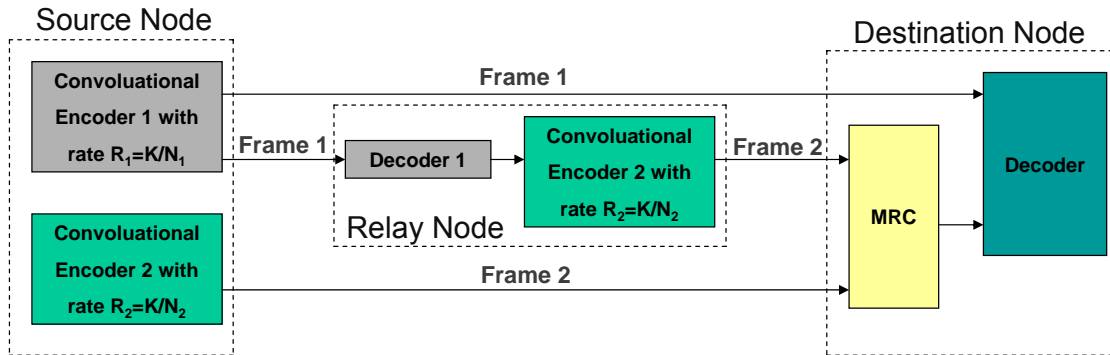 Source Node
Convoluational
Encoder 1 with
rate R₁=K/N₁
Convoluational
Encoder 2 with
rate R₂=K/N₂
Frame 1
Frame 1
Decoder 1
Convoluational
Encoder 2 with
rate R₂=K/N₂
Relay Node
Frame 2
Frame 2
Destination Node
MRC
Decoder